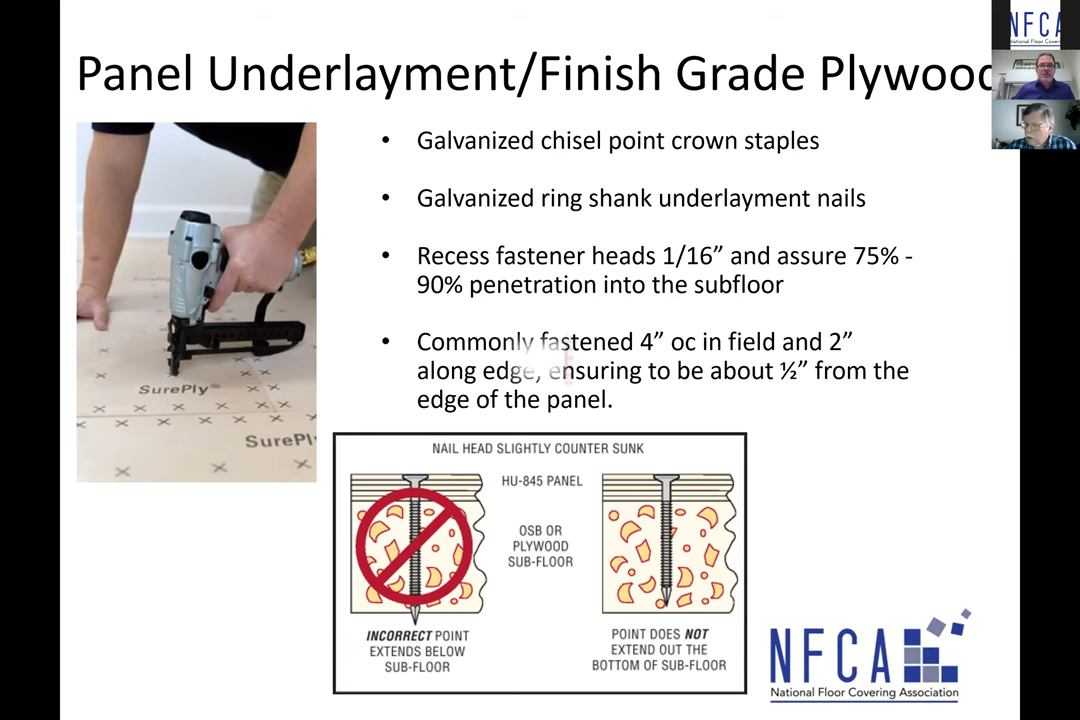 Panel Underlayment/Finish Grade Plywood
• Galvanized chisel point crown staples
• Galvanized ring shank underlayment nails
• Recess fastener heads 1/16” and assure 75% -
90% penetration into the subfloor
• Commonly fastened 4” oc in field and 2”
along edge, ensuring to be about ½” from the
edge of the panel.
SurePly®
SurePl
NAIL HEAD SLIGHTLY COUNTER SUNK
HU-845 PANEL
OSB OR
PLYWOOD
SUB-FLOOR
INCORRECT POINT
EXTENDS BELOW
SUB-FLOOR
POINT DOES NOT
EXTEND OUT THE
BOTTOM OF SUB-FLOOR
NFCA
National Floor Covering Association
NFCA
National Floor Cover